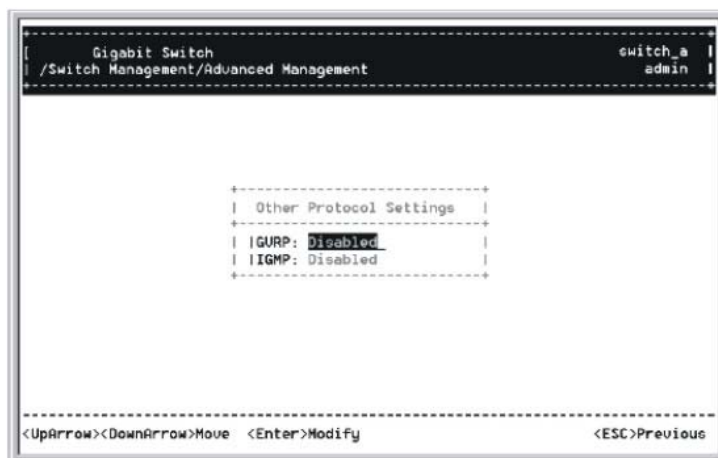 Gigabit Switch switch_a
/Switch Management/Advanced Management admin
Other Protocol Settings
GVRP: Disabled
IGMP: Disabled
<UpArrow><DownArrow>Move <Enter>Modify <ESC>Previous